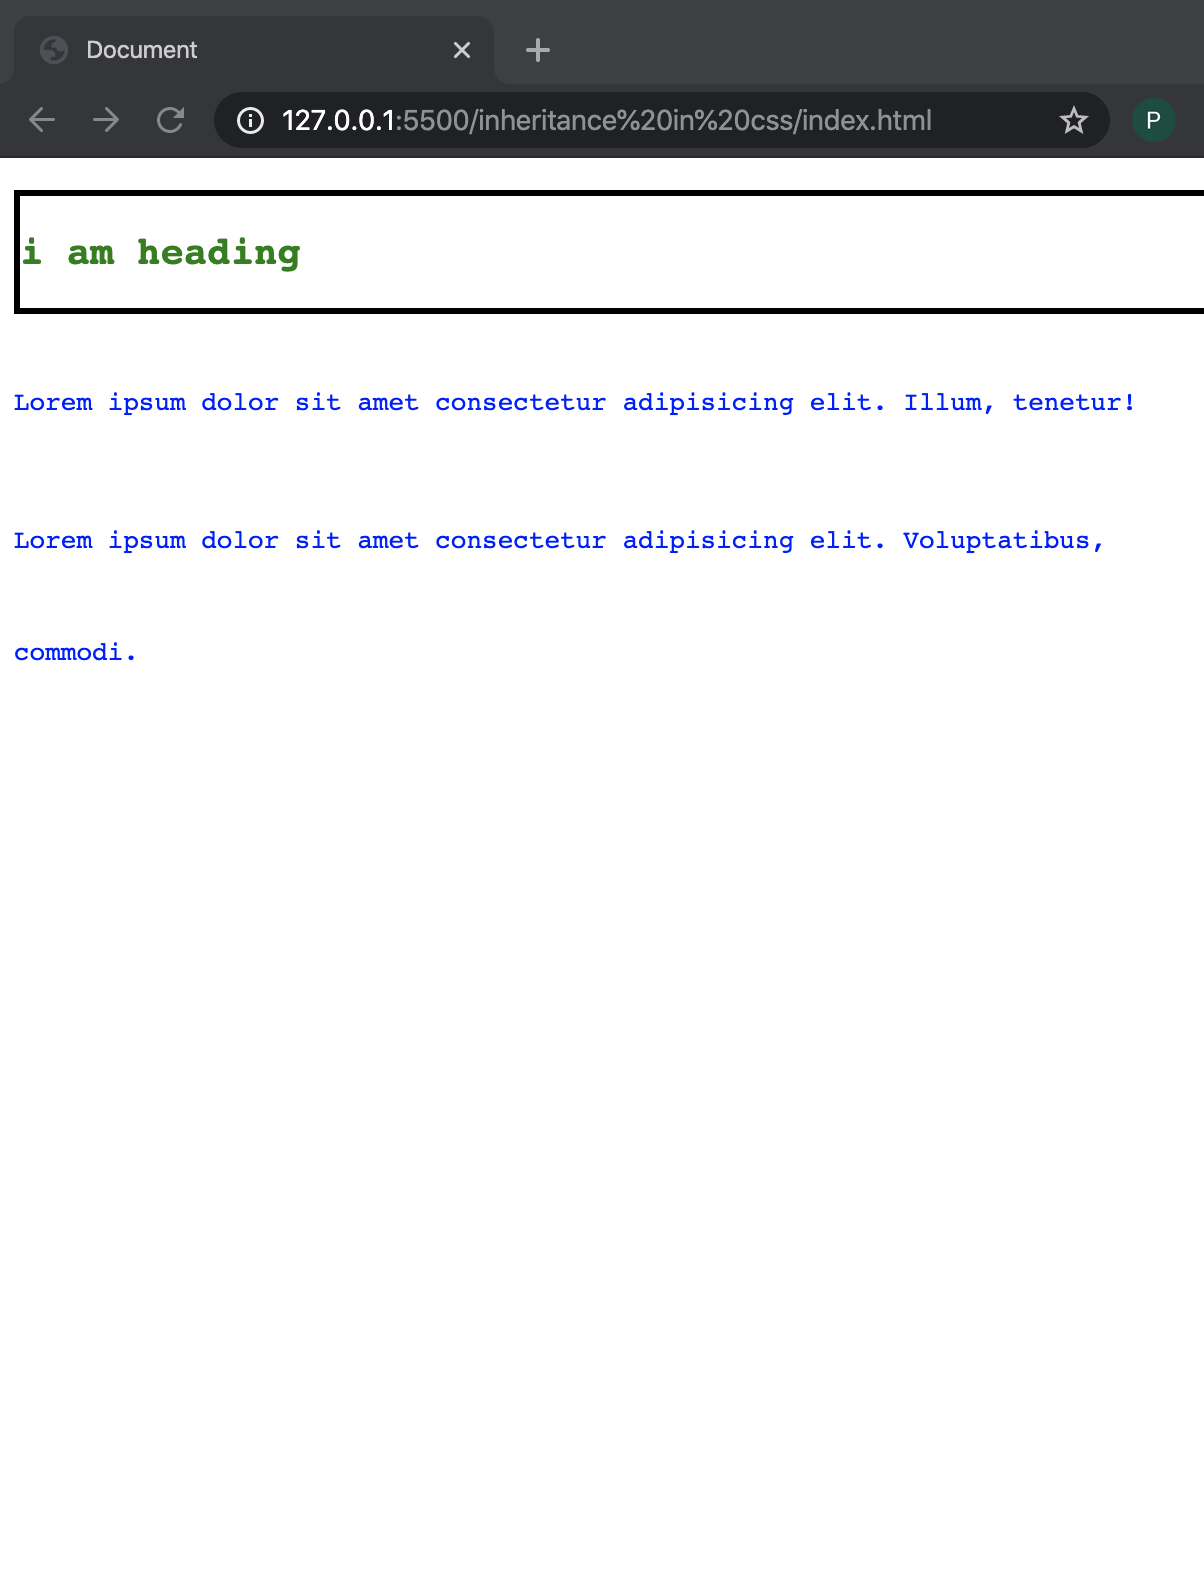 Document
127.0.0.1:5500/inheritance%20in%20css/index.html
P
i am heading
Lorem ipsum dolor sit amet consectetur adipisicing elit. Illum, tenetur!
Lorem ipsum dolor sit amet consectetur adipisicing elit. Voluptatibus,
commodi.